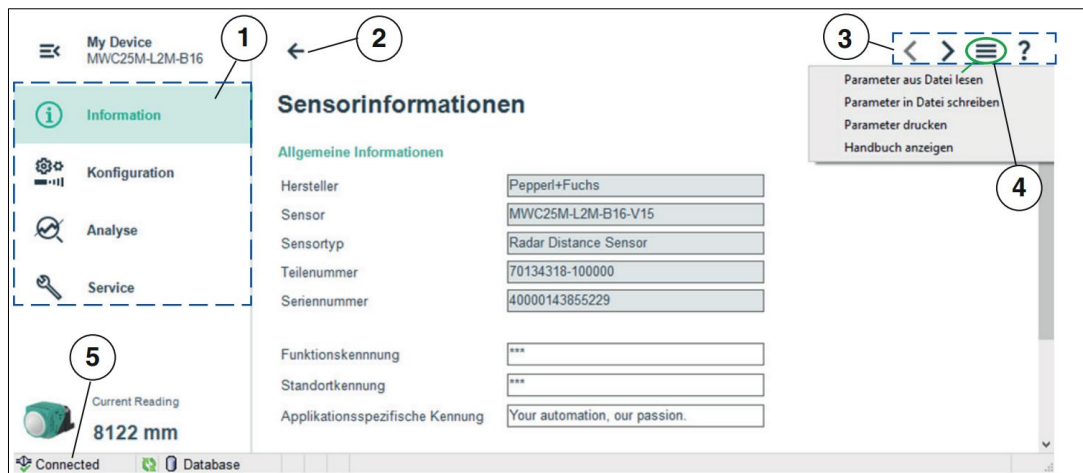 My Device
MWC25M-L2M-B16
1
2
3
?
Parameter aus Datei lesen
Parameter in Datei schreiben
Parameter drucken
Handbuch anzeigen
4
Information
Konfiguration
Analyse
Service
Sensorinformationen
Allgemeine Informationen
Hersteller Pepperl+Fuchs
Sensor MWC25M-L2M-B16-V15
Sensortyp Radar Distance Sensor
Teilenummer 70134318-100000
Seriennummer 40000143855229
Funktionskennnung ***
Standortkennung ***
Applikationsspezifische Kennung Your automation, our passion.
5
Current Reading
8122 mm
Connected Database